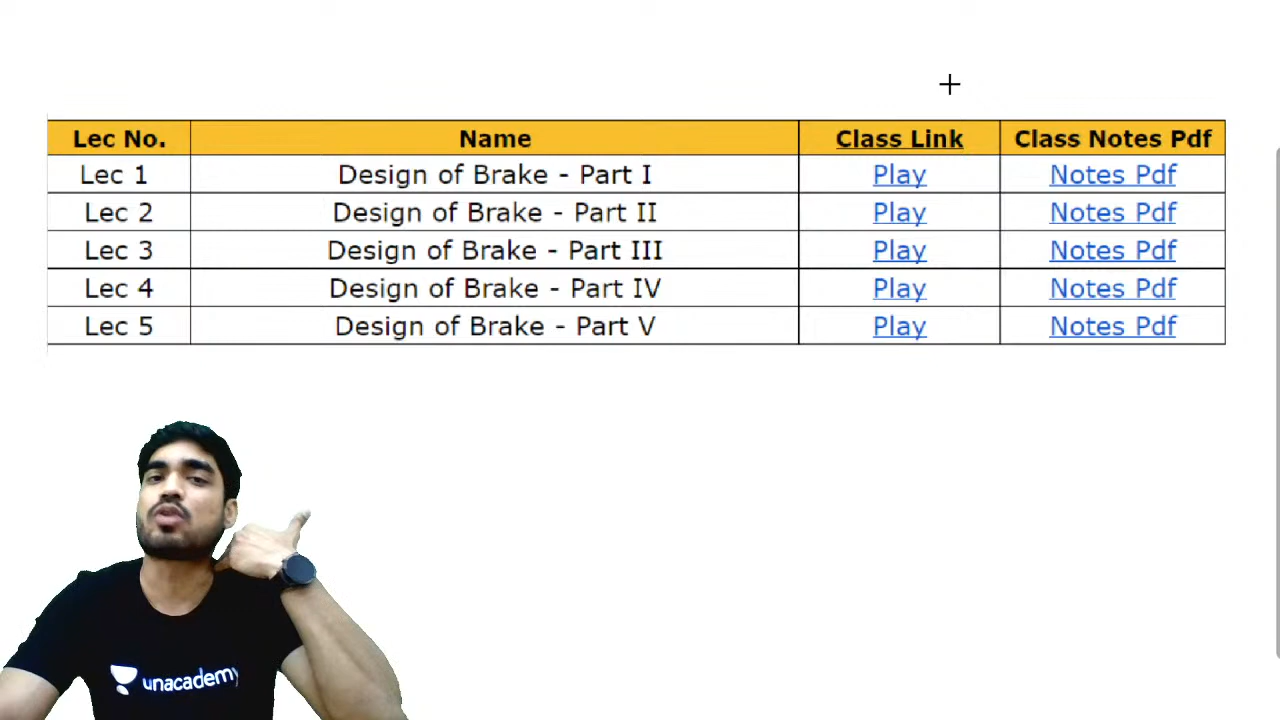 Lec No. Name Class Link Class Notes Pdf
Lec 1 Design of Brake - Part I Play Notes Pdf
Lec 2 Design of Brake - Part II Play Notes Pdf
Lec 3 Design of Brake - Part III Play Notes Pdf
Lec 4 Design of Brake - Part IV Play Notes Pdf
Lec 5 Design of Brake - Part V Play Notes Pdf
unacademy